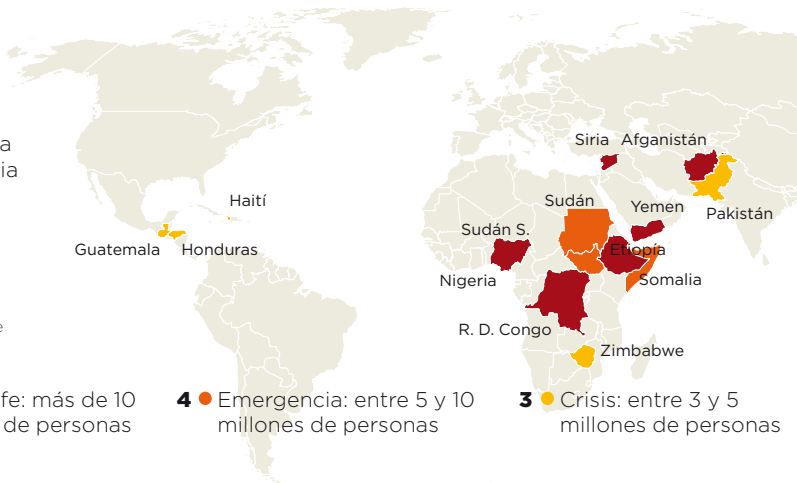 a
ia
Siria Afganistán
Haití
Sudán
Yemen
Pakistán
Sudán S.
Guatemala Honduras
Etiopía
Nigeria
Somalia
e
R. D. Congo
Zimbabwe
fe: más de 10
de personas
4 Emergencia: entre 5 y 10
millones de personas
3 Crisis: entre 3 y 5
millones de personas